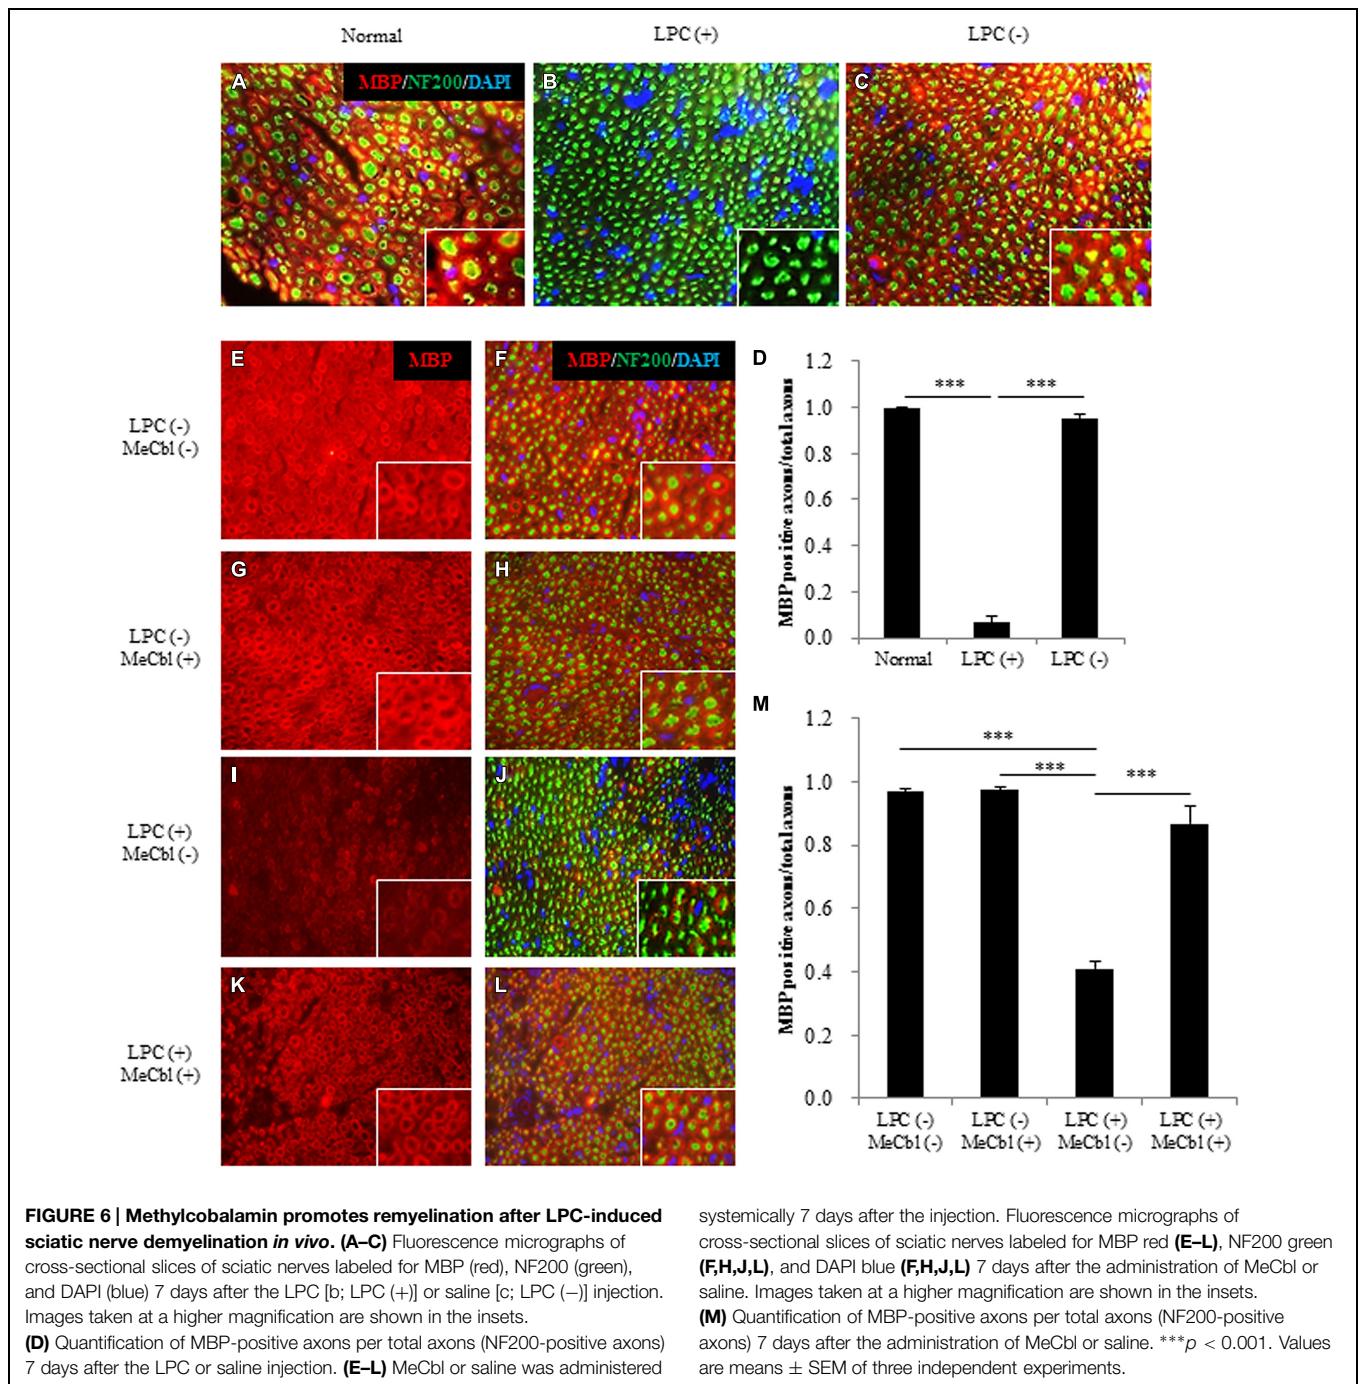 Normal
LPC (+)
LPC (-)
A
MBP/NF200/DAPI
B
C
E
MBP
F
MBP/NF200/DAPI
LPC (-)
MeCbl (-)
G
H
LPC (-)
MeCbl (+)
I
J
LPC (+)
MeCbl (-)
K
L
LPC (+)
MeCbl (+)
D
MBP positive axons/total axons
1.2
1.0
0.8
0.6
0.4
0.2
0.0
***
***
Normal
LPC (+)
LPC (-)
M
MBP positive axons/total axons
1.2
1.0
0.8
0.6
0.4
0.2
0.0
***
***
***
LPC (-)
MeCbl (-)
LPC (-)
MeCbl (+)
LPC (+)
MeCbl (-)
LPC (+)
MeCbl (+)
FIGURE 6 | Methylcobalamin promotes remyelination after LPC-induced
sciatic nerve demyelination in vivo. (A–C) Fluorescence micrographs of
cross-sectional slices of sciatic nerves labeled for MBP (red), NF200 (green),
and DAPI (blue) 7 days after the LPC [b; LPC (+)] or saline [c; LPC (−)] injection.
Images taken at a higher magnification are shown in the insets.
(D) Quantification of MBP-positive axons per total axons (NF200-positive axons)
7 days after the LPC or saline injection. (E–L) MeCbl or saline was administered
systemically 7 days after the injection. Fluorescence micrographs of
cross-sectional slices of sciatic nerves labeled for MBP red (E–L), NF200 green
(F,H,J,L), and DAPI blue (F,H,J,L) 7 days after the administration of MeCbl or
saline. Images taken at a higher magnification are shown in the insets.
(M) Quantification of MBP-positive axons per total axons (NF200-positive
axons) 7 days after the administration of MeCbl or saline. ***p < 0.001. Values
are means ± SEM of three independent experiments.